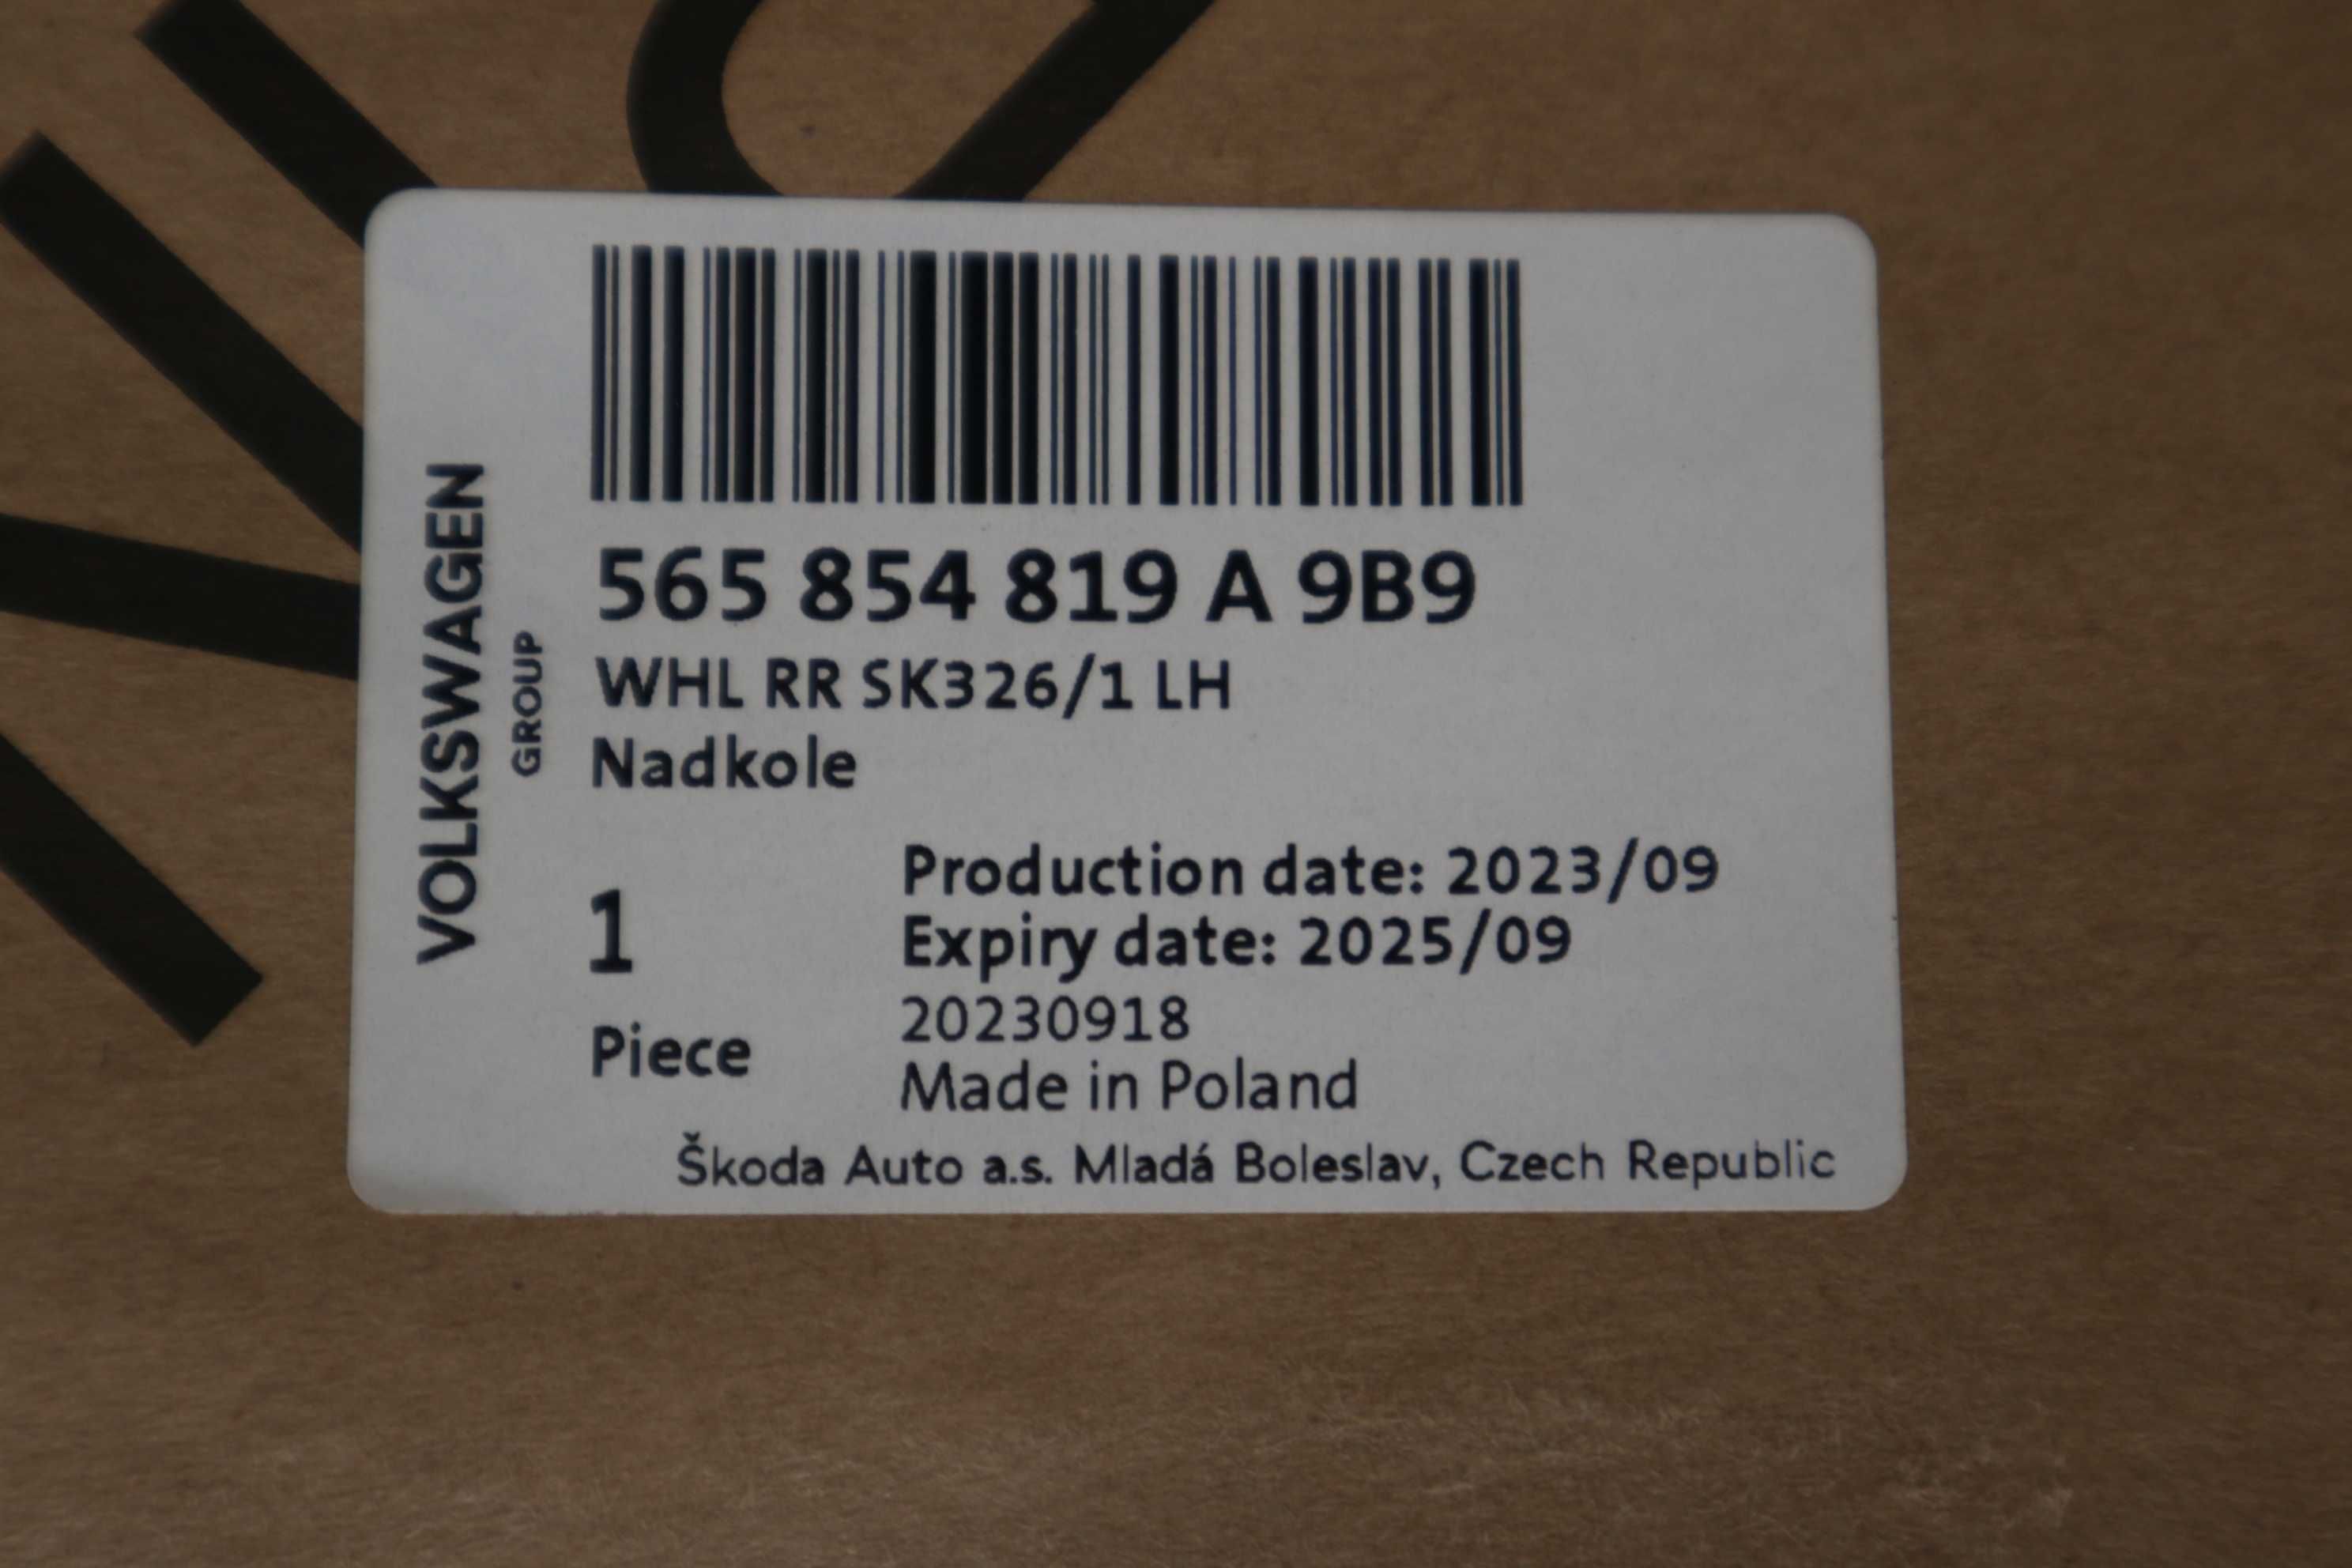 VOLKSWAGEN
GROUP
565 854 819 A 9B9
WHL RR SK326/1 LH
Nadkole
1
Piece
Production date: 2023/09
Expiry date: 2025/09
20230918
Made in Poland
Škoda Auto a.s. Mladá Boleslav, Czech Republic